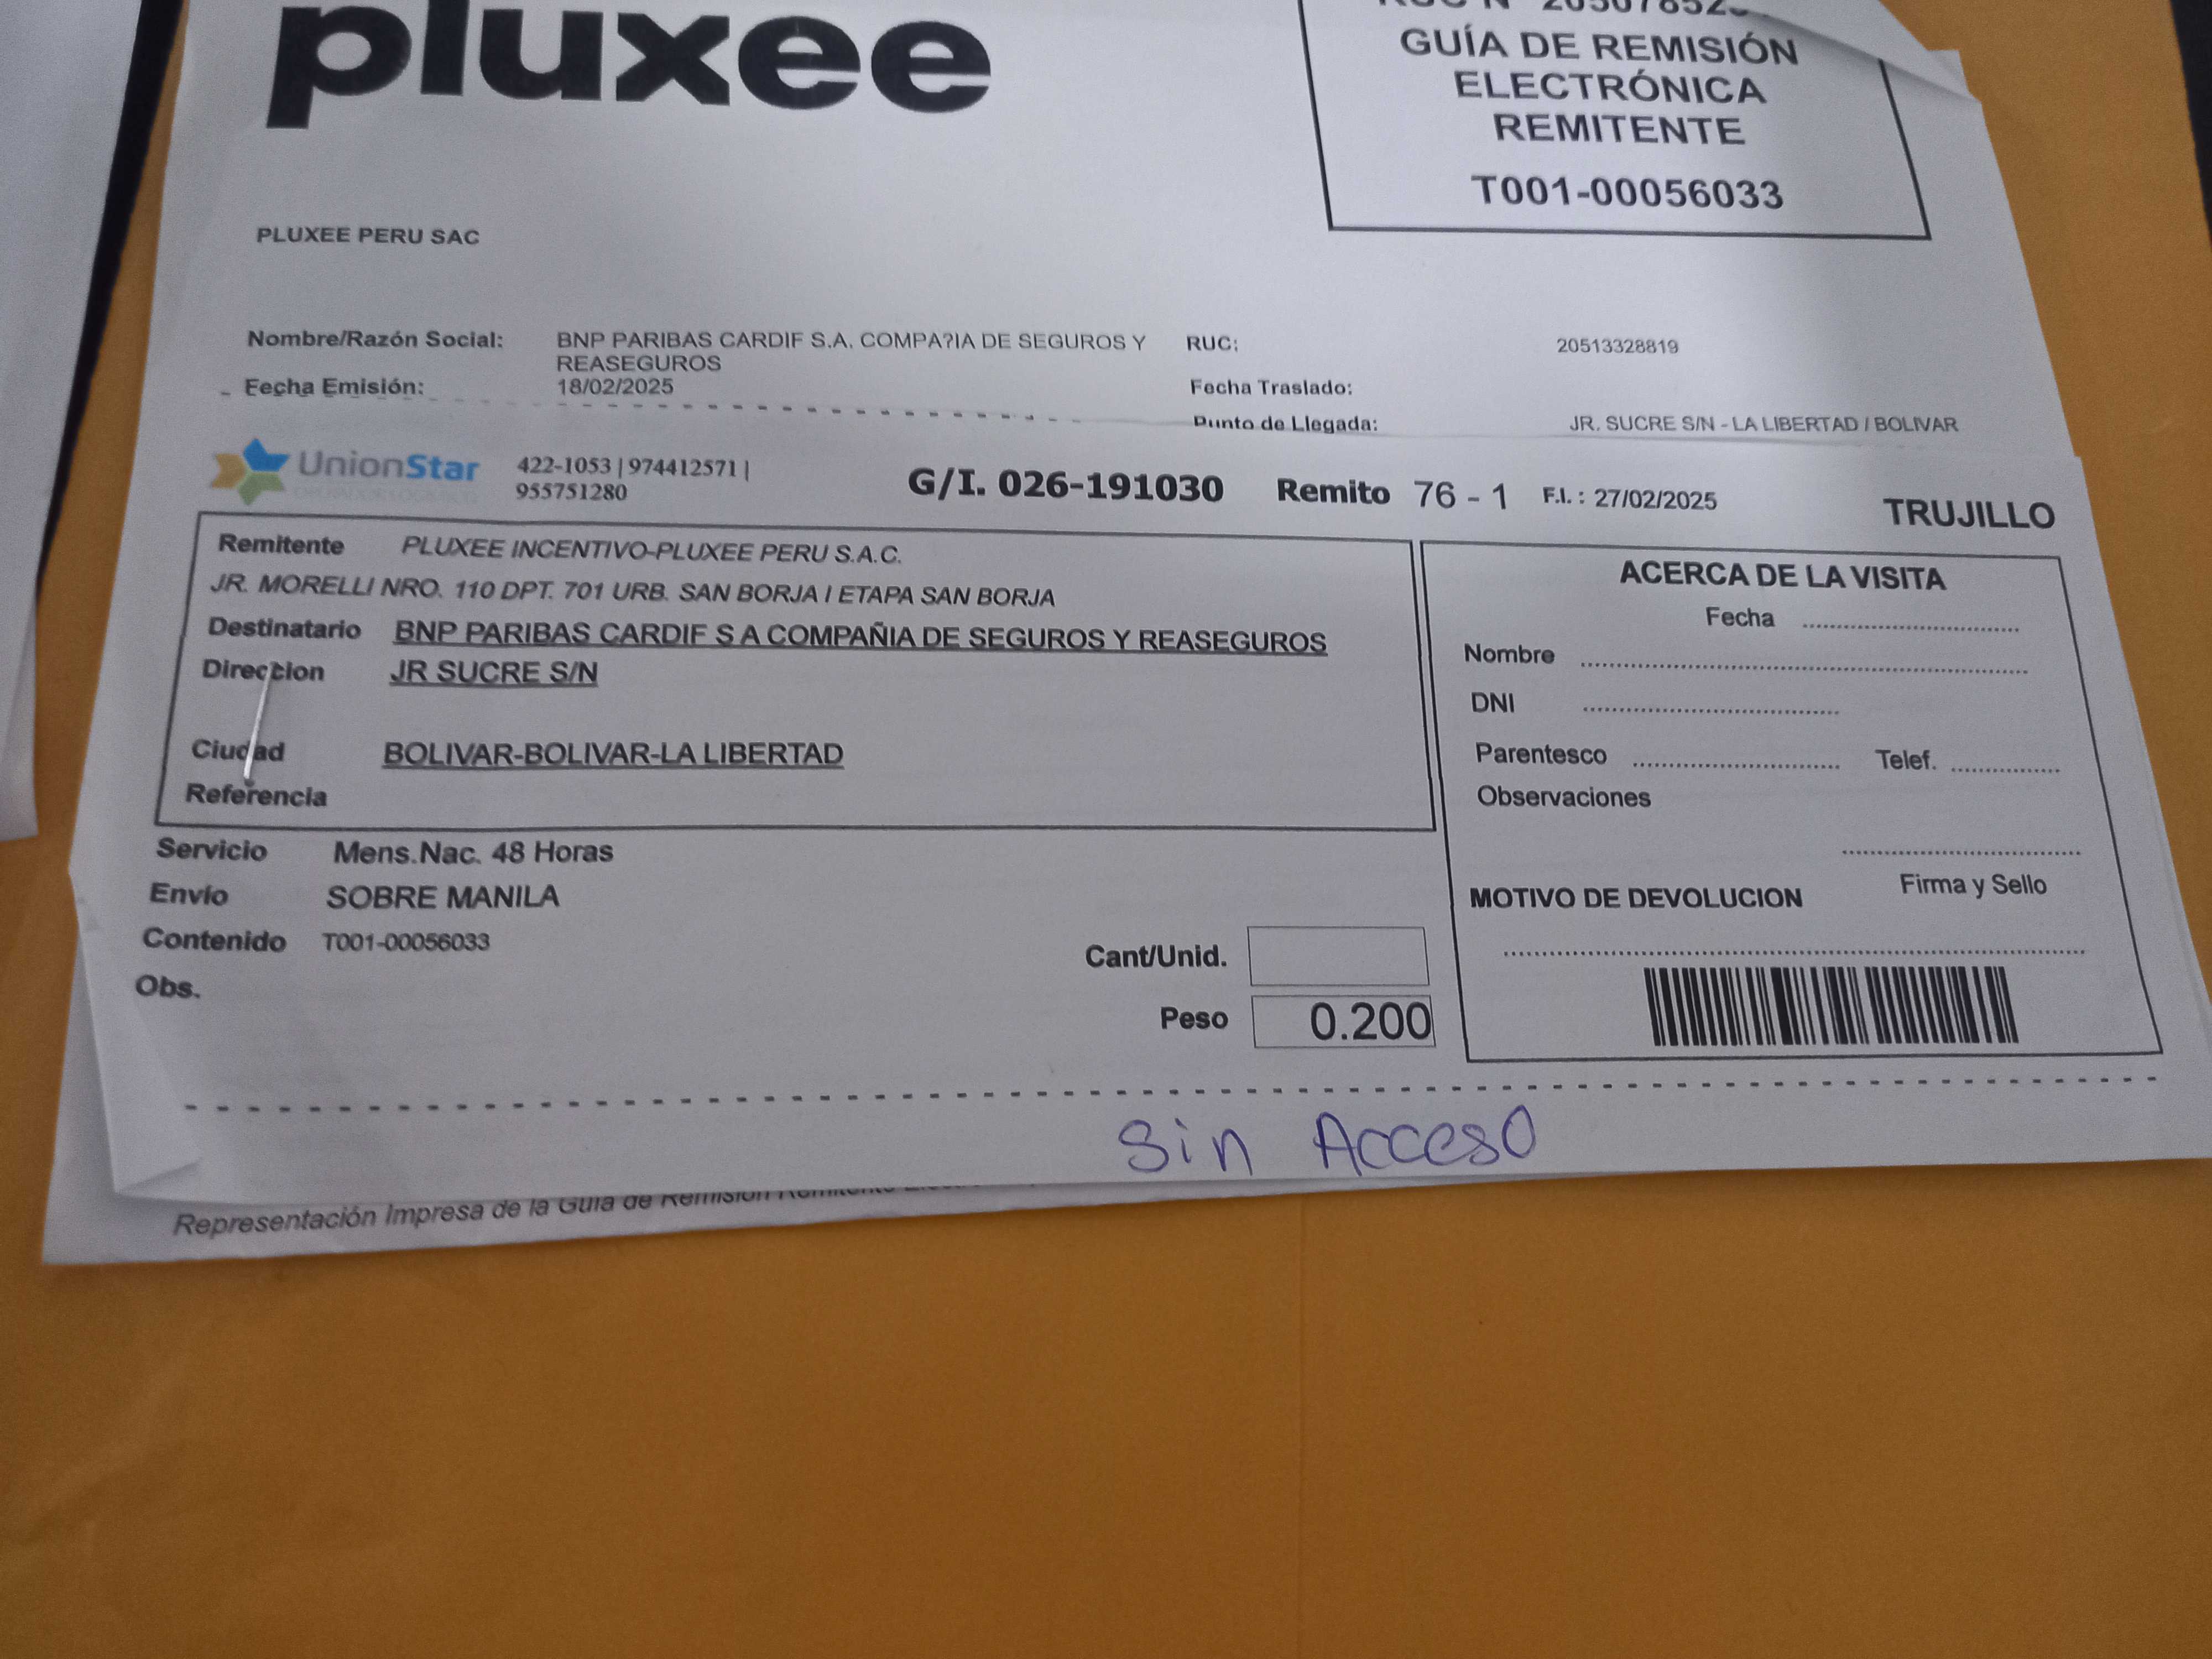 pluxee
GUÍA DE REMISIÓN
ELECTRÓNICA
REMITENTE
T001-00056033
PLUXEE PERU SAC
Nombre/Razón Social: BNP PARIBAS CARDIF S.A. COMPA?IA DE SEGUROS Y REASEGUROS RUC: 20513328819
Fecha Emisión: 18/02/2025 Fecha Traslado:
Punto de Llegada: JR. SUCRE S/N - LA LIBERTAD / BOLIVAR
UnionStar 422-1053 | 974412571 | 955751280 G/I. 026-191030 Remito 76 - 1 F.I. : 27/02/2025 TRUJILLO
Remitente PLUXEE INCENTIVO-PLUXEE PERU S.A.C.
JR. MORELLI NRO. 110 DPT. 701 URB. SAN BORJA I ETAPA SAN BORJA
Destinatario BNP PARIBAS CARDIF S A COMPAÑIA DE SEGUROS Y REASEGUROS
Direccion JR SUCRE S/N
Ciudad BOLIVAR-BOLIVAR-LA LIBERTAD
Referencia
ACERCA DE LA VISITA
Fecha
Nombre
DNI
Parentesco Telef.
Observaciones
Firma y Sello
MOTIVO DE DEVOLUCION
Servicio Mens.Nac. 48 Horas
Envío SOBRE MANILA
Contenido T001-00056033
Obs.
Cant/Unid.
Peso 0.200
Sin Acceso
Representación Impresa de la Guía de Remisión Remitente